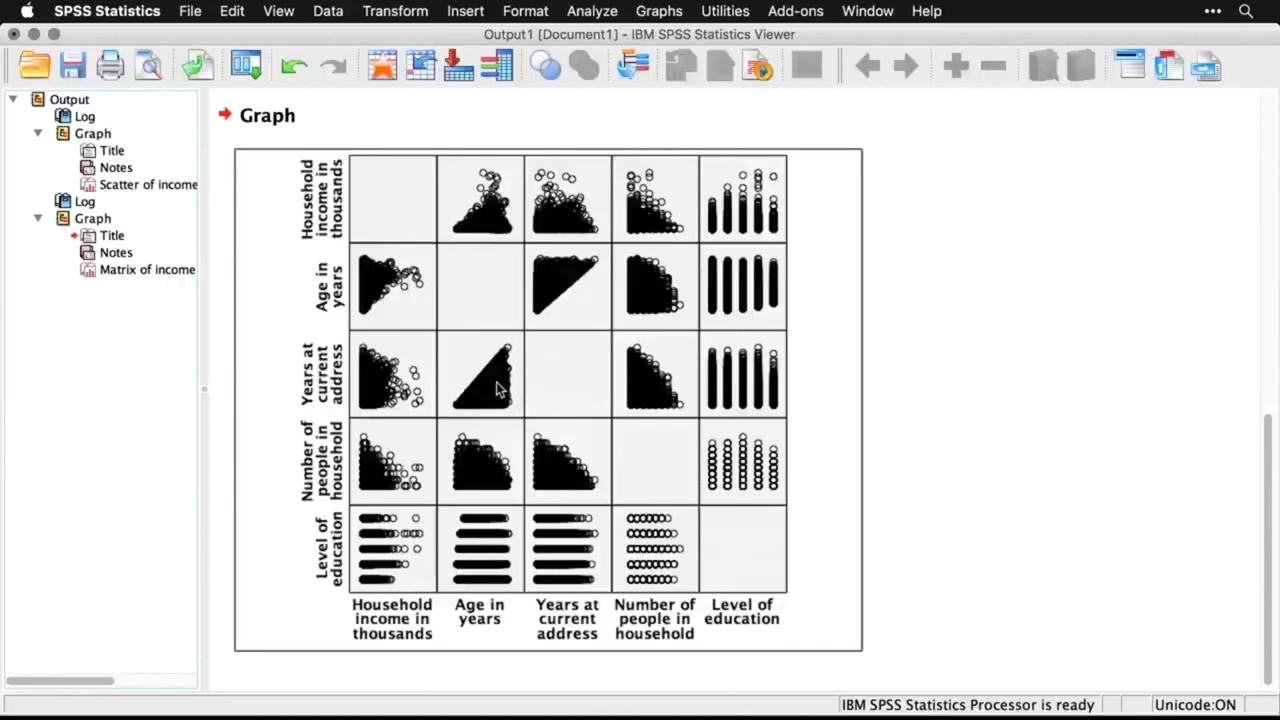 SPSS Statistics File Edit View Data Transform Insert Format Analyze Graphs Utilities Add-ons Window Help
Output1 [Document1] - IBM SPSS Statistics Viewer
Output
Log
Graph
Title
Notes
Scatter of income
Log
Graph
Title
Notes
Matrix of income
Graph
Household
income in
thousands
Age in
years
Years at
current
address
Number of
people in
household
Level of
education
Household
income in
thousands
Age in
years
Years at
current
address
Number of
people in
household
Level of
education
IBM SPSS Statistics Processor is ready
Unicode:ON